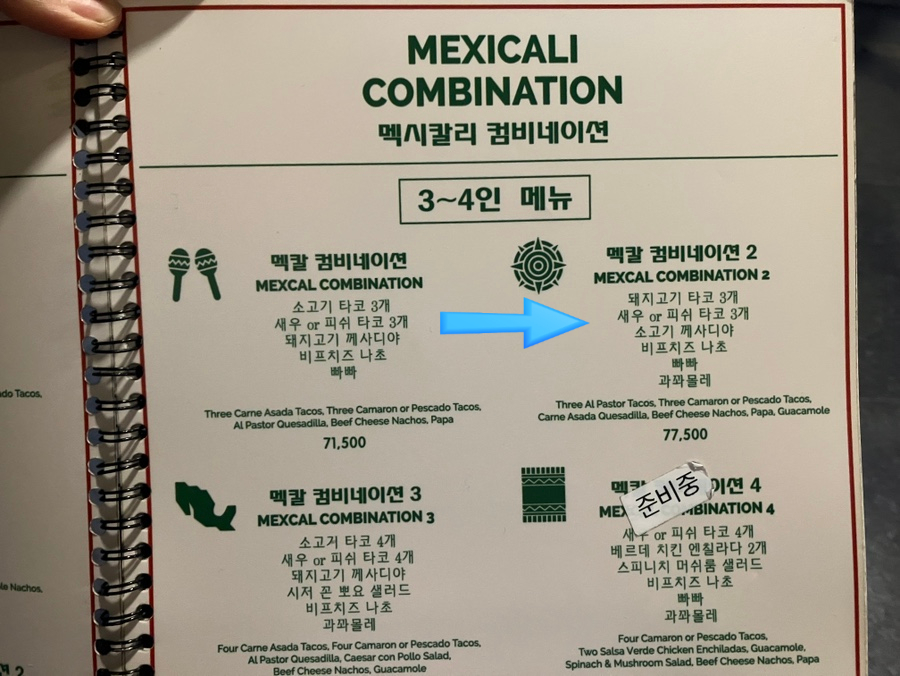 MEXICALI
COMBINATION
멕시칼리 컴비네이션
3~4인 메뉴
멕칼 컴비네이션
MEXCAL COMBINATION
소고기 타코 3개
새우 or 피쉬 타코 3개
돼지고기 께사디야
비프치즈 나초
빠빠
Three Carne Asada Tacos, Three Camaron or Pescado Tacos,
Al Pastor Quesadilla, Beef Cheese Nachos, Papa
71,500
멕칼 컴비네이션 2
MEXCAL COMBINATION 2
돼지고기 타코 3개
새우 or 피쉬 타코 3개
소고기 께사디야
비프치즈 나초
빠빠
과꽈몰레
Three Al Pastor Tacos, Three Camaron or Pescado Tacos,
Carne Asada Quesadilla, Beef Cheese Nachos, Papa, Guacamole
77,500
멕칼 컴비네이션 3
MEXCAL COMBINATION 3
소고거 타코 4개
새우 or 피쉬 타코 4개
돼지고기 께사디야
시저 꼰 뽀요 샐러드
비프치즈 나초
과꽈몰레
Four Carne Asada Tacos, Four Camaron or Pescado Tacos,
Al Pastor Quesadilla, Caesar con Pollo Salad,
Beef Cheese Nachos, Guacamole
이션 4
준비중
COMBINATION 4
새우 or 피쉬 타코 4개
베르데 치킨 엔칠라다 2개
스피니치 머쉬룸 샐러드
비프치즈 나초
빠빠
과꽈몰레
Four Camaron or Pescado Tacos,
Two Salsa Verde Chicken Enchiladas, Guacamole,
Spinach & Mushroom Salad, Beef Cheese Nachos, Papa
do Tacos,
le Nachos,
2